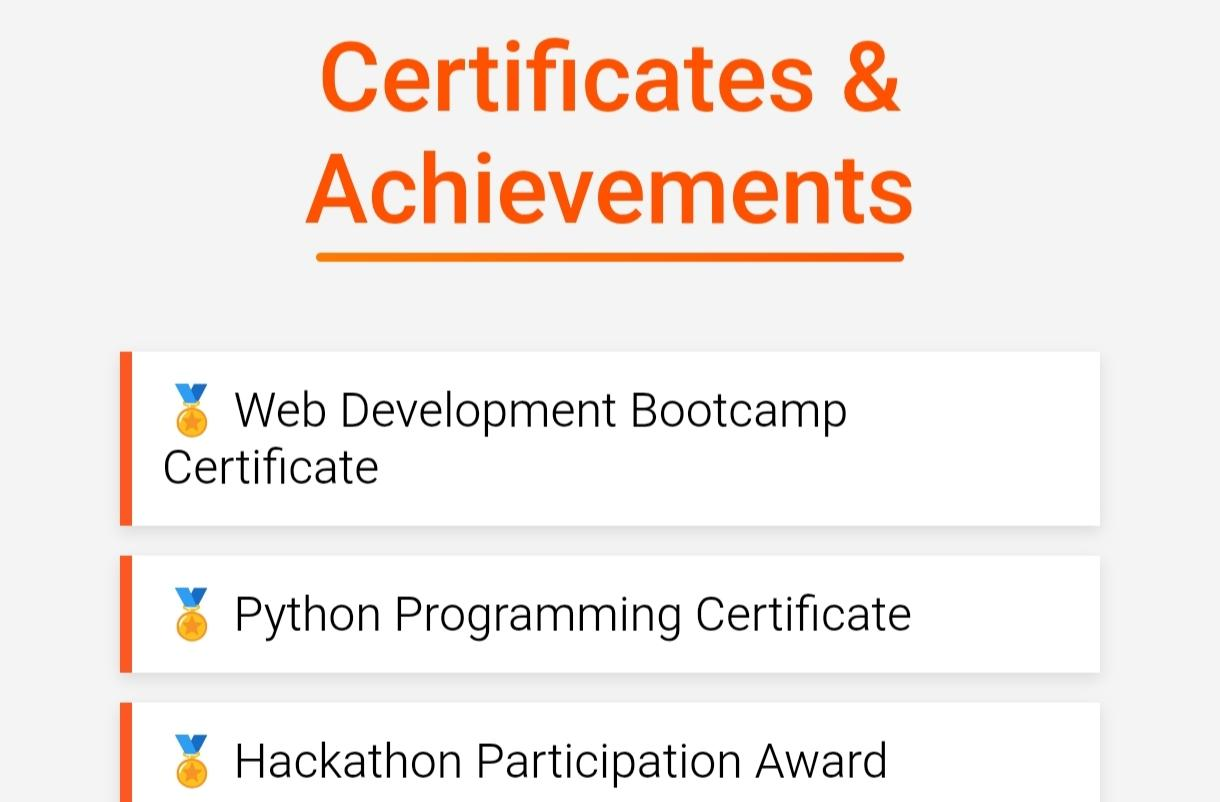 Certificates &
Achievements
🏅 Web Development Bootcamp
Certificate
🏅 Python Programming Certificate
🏅 Hackathon Participation Award